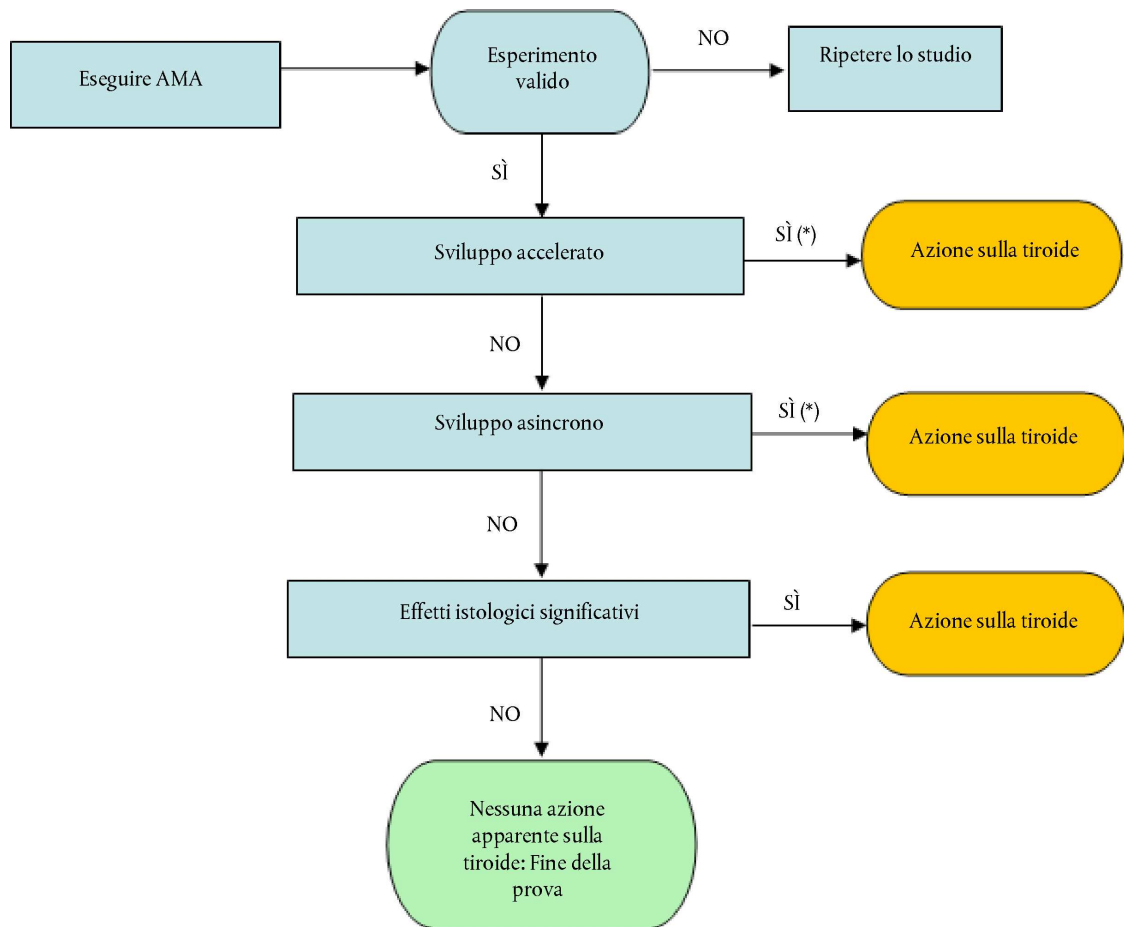 Eseguire AMA
Esperimento
valido
NO
Ripetere lo studio
SÌ
Sviluppo accelerato
SÌ (*)
Azione sulla tiroide
NO
Sviluppo asincrono
SÌ (*)
Azione sulla tiroide
NO
Effetti istologici significativi
SÌ
Azione sulla tiroide
NO
Nessuna azione
apparente sulla
tiroide: Fine della
prova